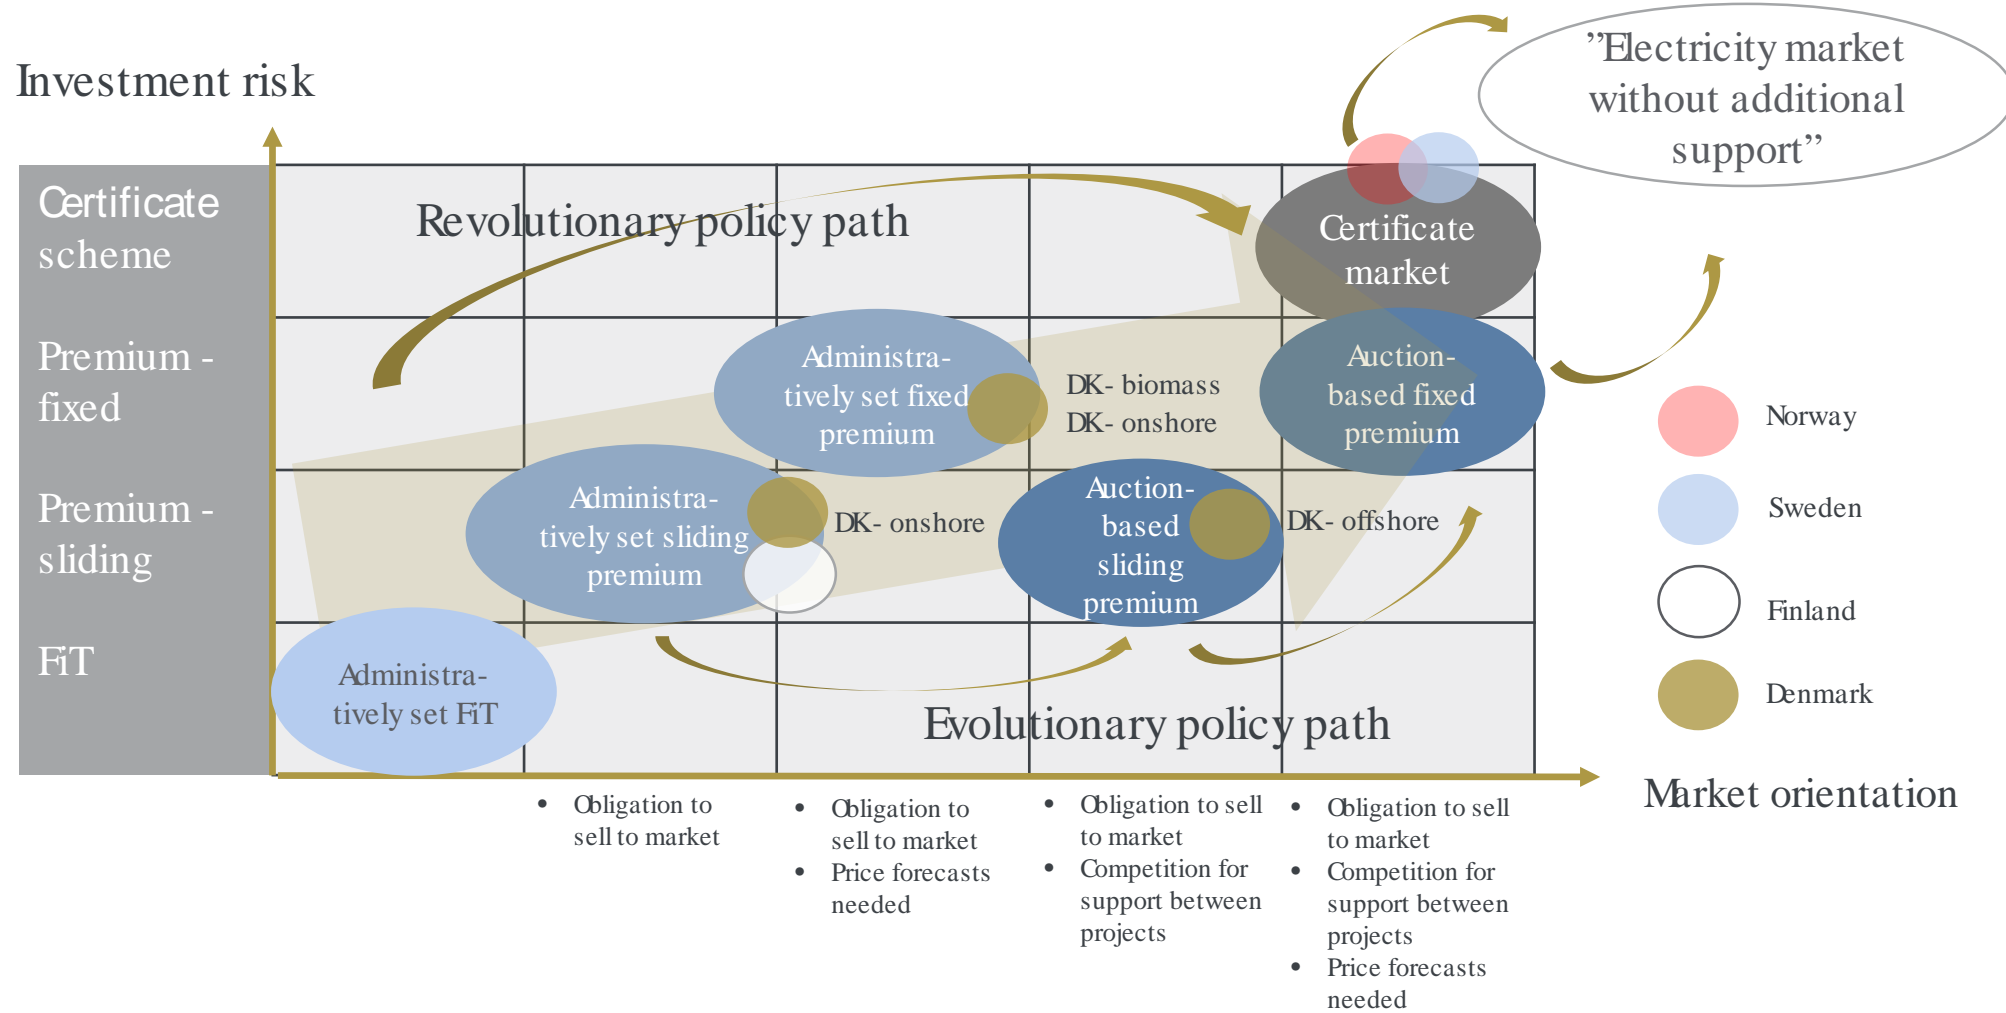 Investment risk
”Electricity market
without additional
support”
Certificate
scheme
Revolutionary policy path
Certificate
market
Premium -
fixed
Administra-
tively set fixed
premium
DK- biomass
DK- onshore
Auction-
based fixed
premium
Norway
Premium -
sliding
Administra-
tively set sliding
premium
DK- onshore
Auction-
based
sliding
premium
DK- offshore
Sweden
Finland
FiT
Administra-
tively set FiT
Evolutionary policy path
Denmark
Market orientation
• Obligation to
sell to market
• Obligation to
sell to market
• Price forecasts
needed
• Obligation to sell
to market
• Competition for
support between
projects
• Obligation to sell
to market
• Competition for
support between
projects
• Price forecasts
needed